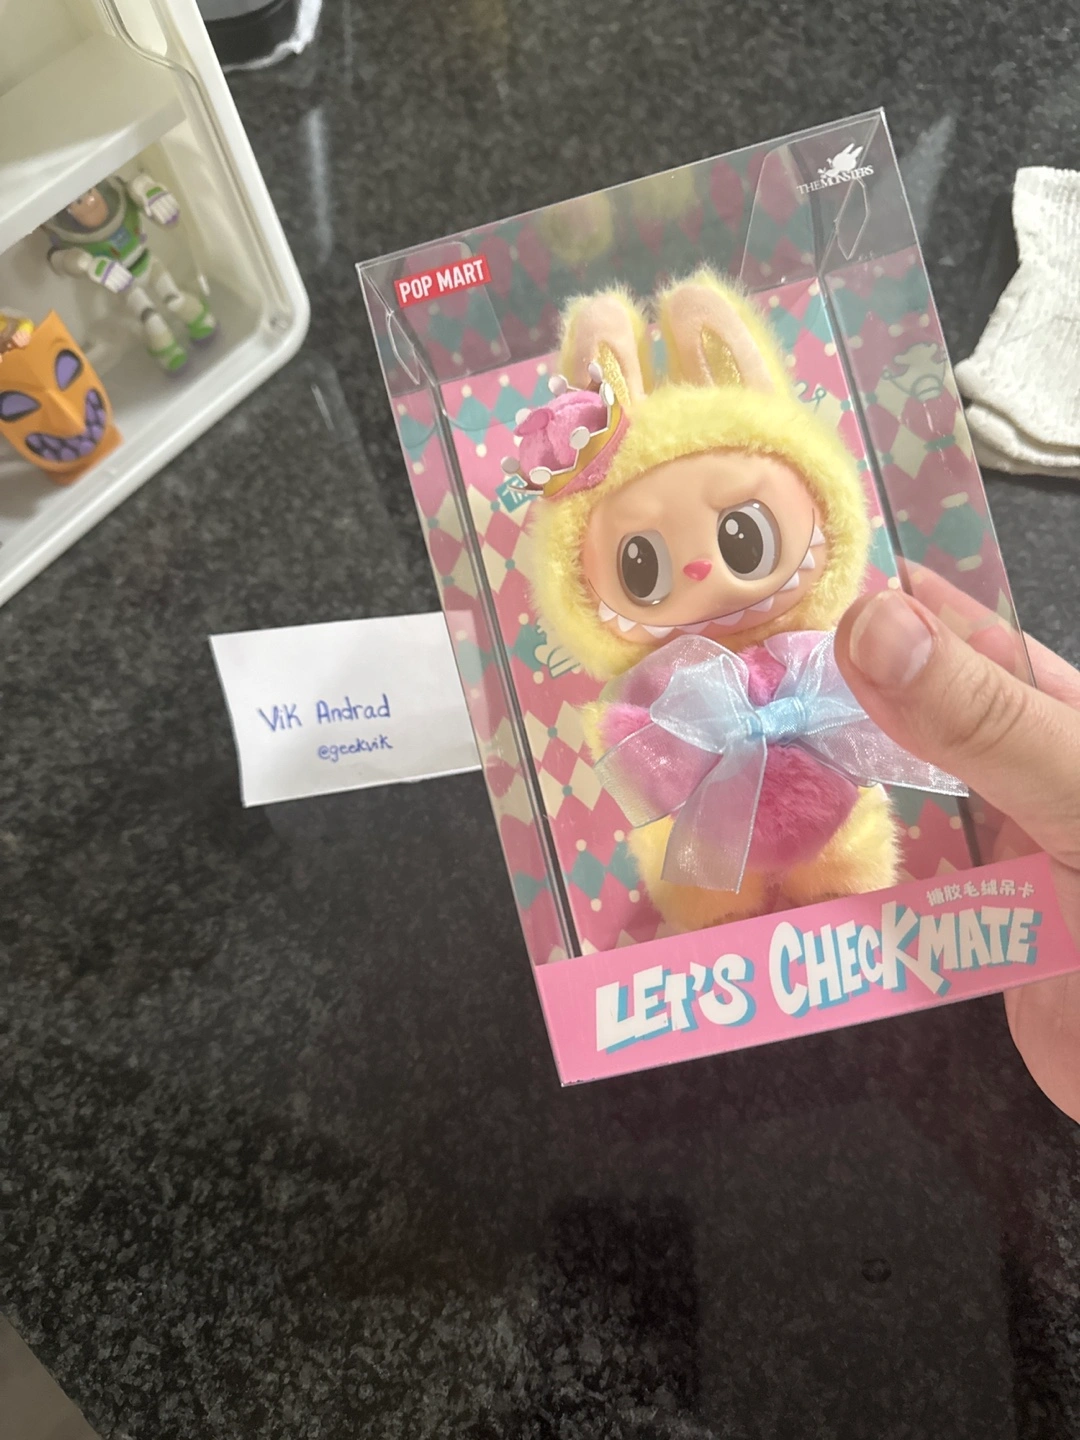 THE MONSTERS
POP MART
Vik Andrad
@geekvik
搪胶毛绒吊卡
LET'S CHECKMATE